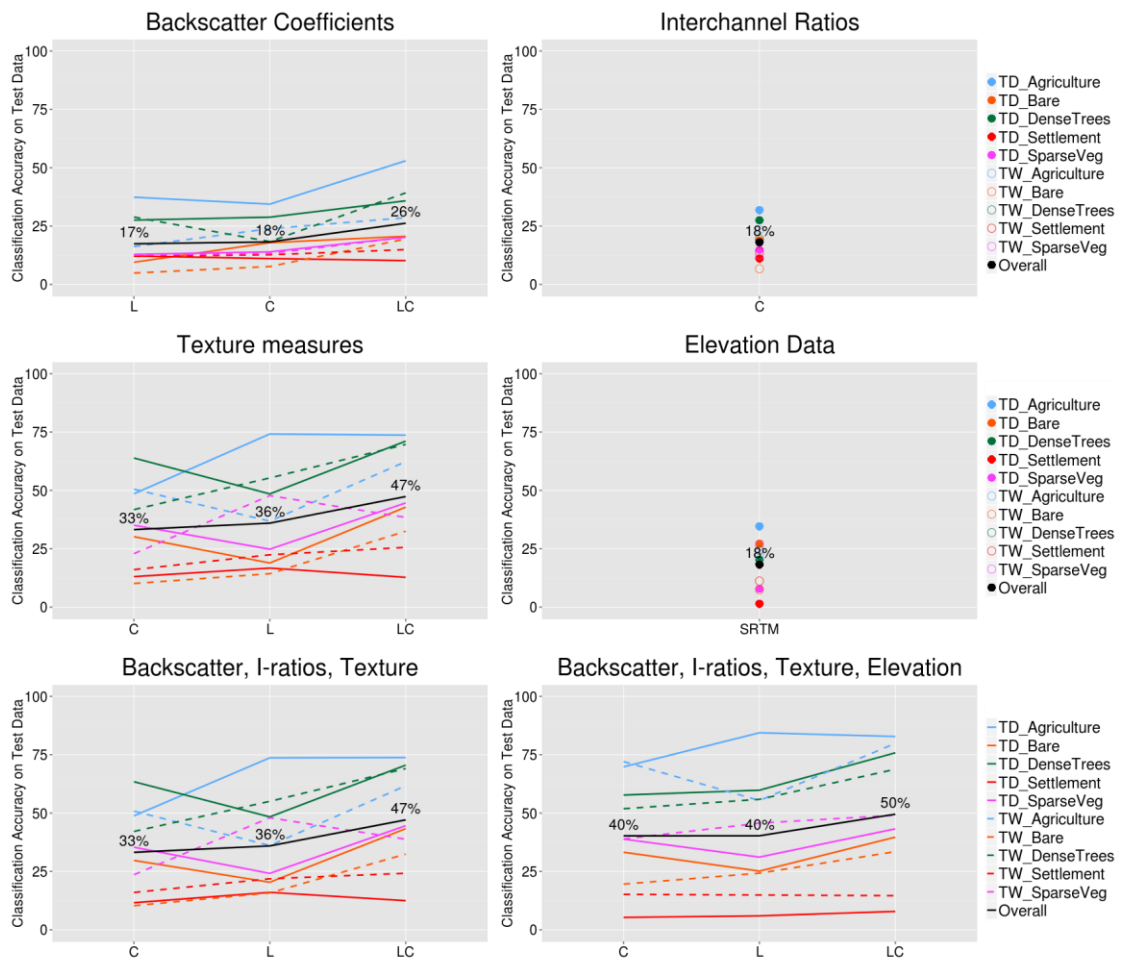 Backscatter Coefficients
Classification Accuracy on Test Data
100
75
50
25
0
17%
18%
26%
L
C
LC
Interchannel Ratios
Classification Accuracy on Test Data
100
75
50
25
0
18%
C
TD_Agriculture
TD_Bare
TD_DenseTrees
TD_Settlement
TD_SparseVeg
TW_Agriculture
TW_Bare
TW_DenseTrees
TW_Settlement
TW_SparseVeg
Overall
Texture measures
Classification Accuracy on Test Data
100
75
50
25
0
33%
36%
47%
C
L
LC
Elevation Data
Classification Accuracy on Test Data
100
75
50
25
0
18%
SRTM
TD_Agriculture
TD_Bare
TD_DenseTrees
TD_Settlement
TD_SparseVeg
TW_Agriculture
TW_Bare
TW_DenseTrees
TW_Settlement
TW_SparseVeg
Overall
Backscatter, I-ratios, Texture
Classification Accuracy on Test Data
100
75
50
25
0
33%
36%
47%
C
L
LC
Backscatter, I-ratios, Texture, Elevation
Classification Accuracy on Test Data
100
75
50
25
0
40%
40%
50%
C
L
LC
TD_Agriculture
TW_Bare
TD_DenseTrees
TD_Settlement
TD_SparseVeg
TW_Agriculture
TW_Bare
TW_DenseTrees
TW_Settlement
TW_SparseVeg
Overall